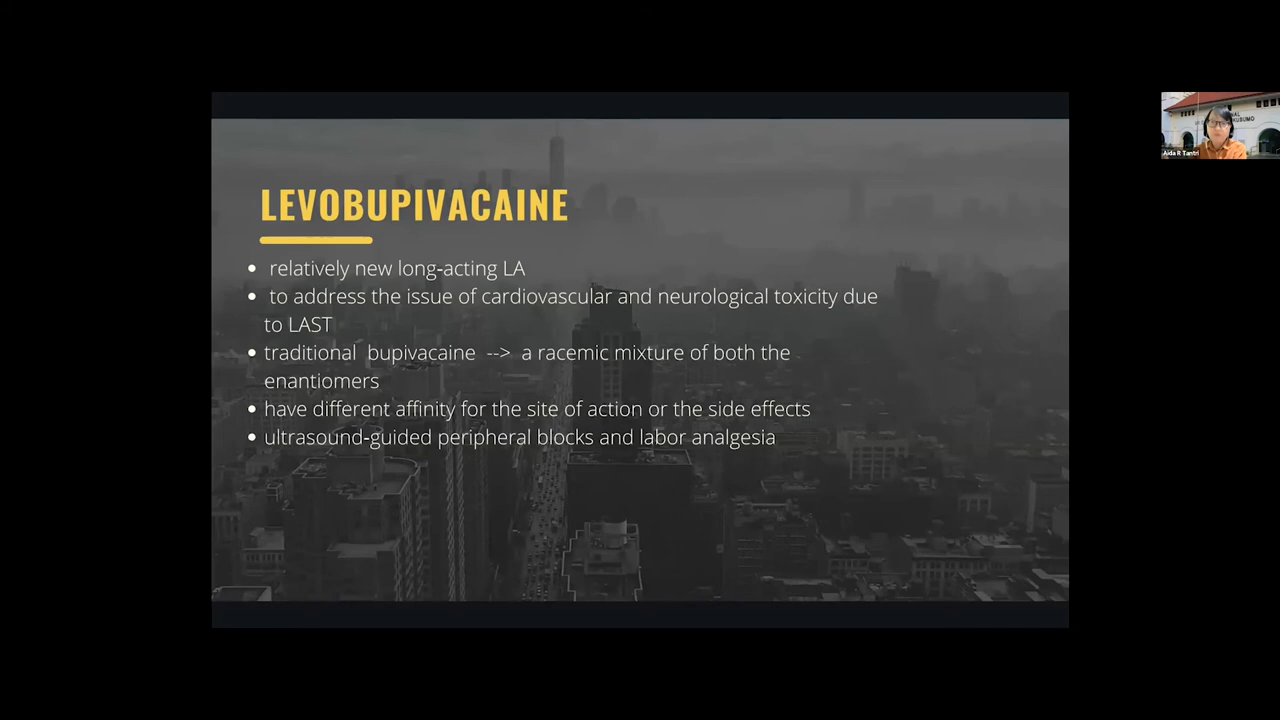 LEVOBUPIVACAINE
• relatively new long-acting LA
• to address the issue of cardiovascular and neurological toxicity due
to LAST
• traditional bupivacaine --> a racemic mixture of both the
enantiomers
• have different affinity for the site of action or the side effects
• ultrasound-guided peripheral blocks and labor analgesia
KUSUMO
Aida R Tantri